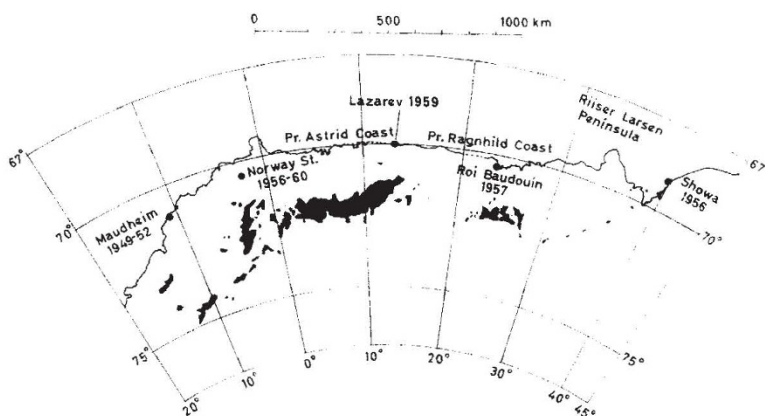 0 500 1000 km
Lazarev 1959
Riiser Larsen
Peninsula
Pr. Astrid Coast
Pr. Ragnhild Coast
67°
67
Norway St.
1956-60
Roi Baudouin
1957
Showa
1956
Maudheim
1949-52
70°
70°
75°
75°
20°
10°
0°
10°
20°
30°
40°
45°